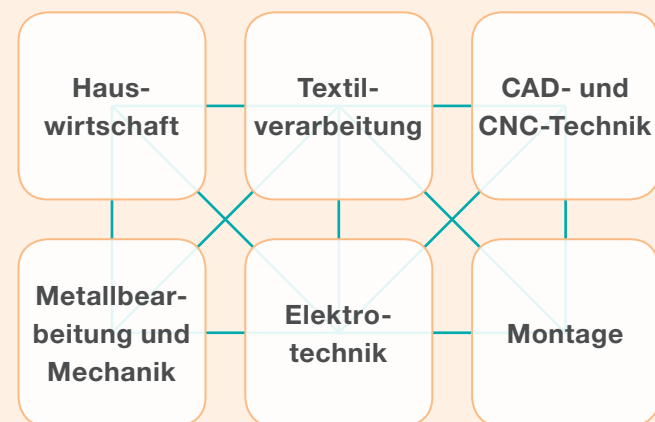 Haus-
wirtschaft
Textil-
verarbeitung
CAD- und
CNC-Technik
Metallbear-
beitung und
Mechanik
Elektro-
technik
Montage